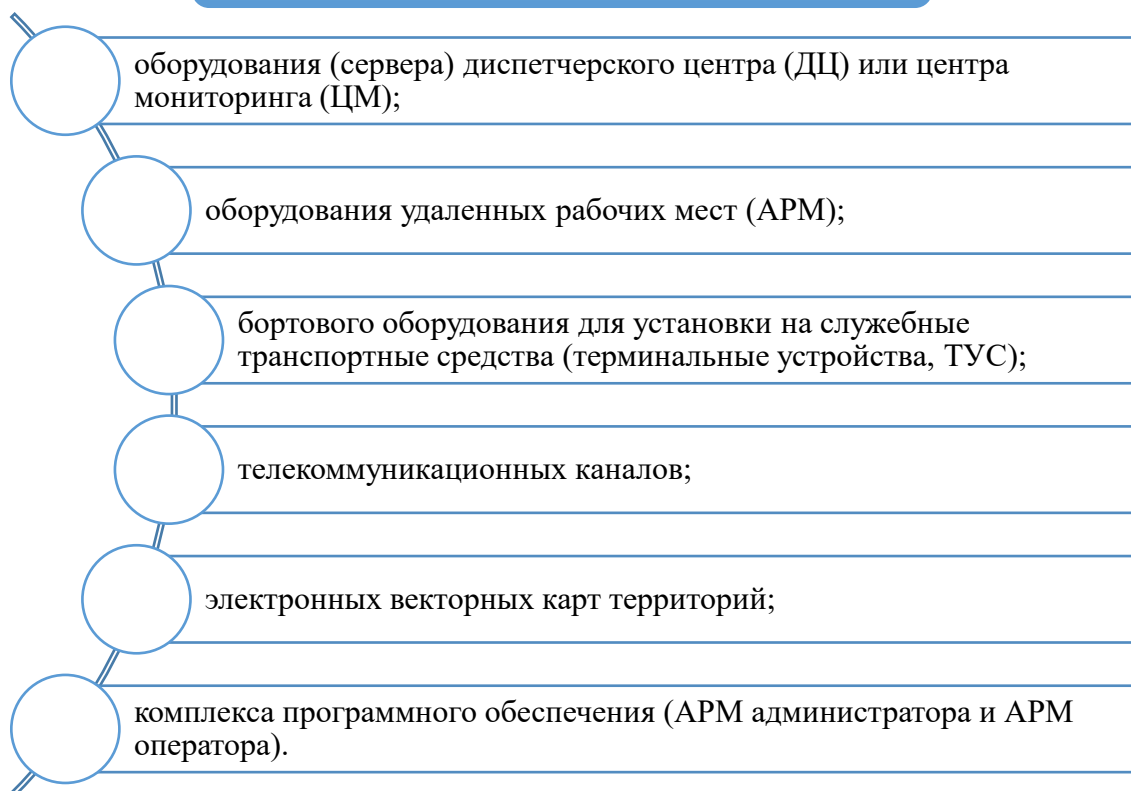 оборудования (сервера) диспетчерского центра (ДЦ) или центра
мониторинга (ЦМ);
оборудования удаленных рабочих мест (АРМ);
бортового оборудования для установки на служебные
транспортные средства (терминальные устройства, ТУС);
телекоммуникационных каналов;
электронных векторных карт территорий;
комплекса программного обеспечения (АРМ администратора и АРМ
оператора).